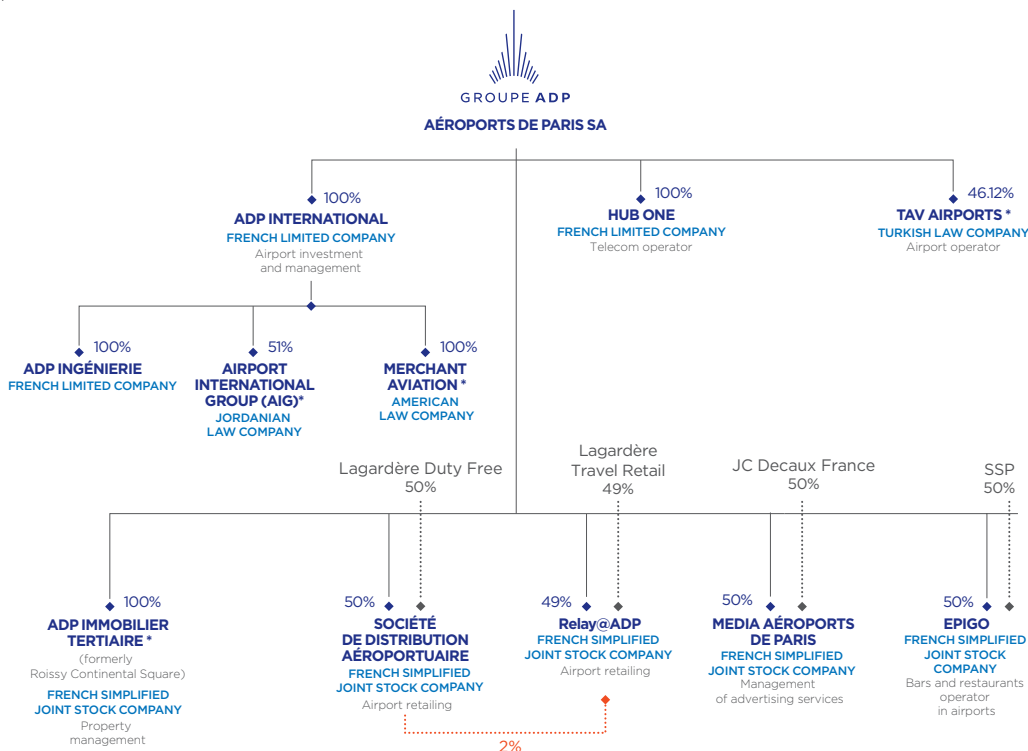 GROUPE ADP
AÉROPORTS DE PARIS SA
100%
ADP INTERNATIONAL
FRENCH LIMITED COMPANY
Airport investment
and management
100%
HUB ONE
FRENCH LIMITED COMPANY
Telecom operator
46.12%
TAV AIRPORTS *
TURKISH LAW COMPANY
Airport operator
100%
ADP INGÉNIERIE
FRENCH LIMITED COMPANY
51%
AIRPORT
INTERNATIONAL
GROUP (AIG)*
JORDANIAN
LAW COMPANY
100%
MERCHANT
AVIATION *
AMERICAN
LAW COMPANY
Lagardère Duty Free
50%
Lagardère
Travel Retail
49%
JC Decaux France
50%
SSP
50%
100%
ADP IMMOBILIER
TERTIAIRE *
(formerly
Roissy Continental Square)
FRENCH SIMPLIFIED
JOINT STOCK COMPANY
Property
management
50%
SOCIÉTÉ
DE DISTRIBUTION
AÉROPORTUAIRE
FRENCH SIMPLIFIED
JOINT STOCK COMPANY
Airport retailing
49%
Relay@ADP
FRENCH SIMPLIFIED
JOINT STOCK COMPANY
Airport retailing
50%
MEDIA AÉROPORTS
DE PARIS
FRENCH SIMPLIFIED
JOINT STOCK COMPANY
Management
of advertising services
50%
EPIGO
FRENCH SIMPLIFIED
JOINT STOCK
COMPANY
Bars and restaurants
operator
in airports
2%